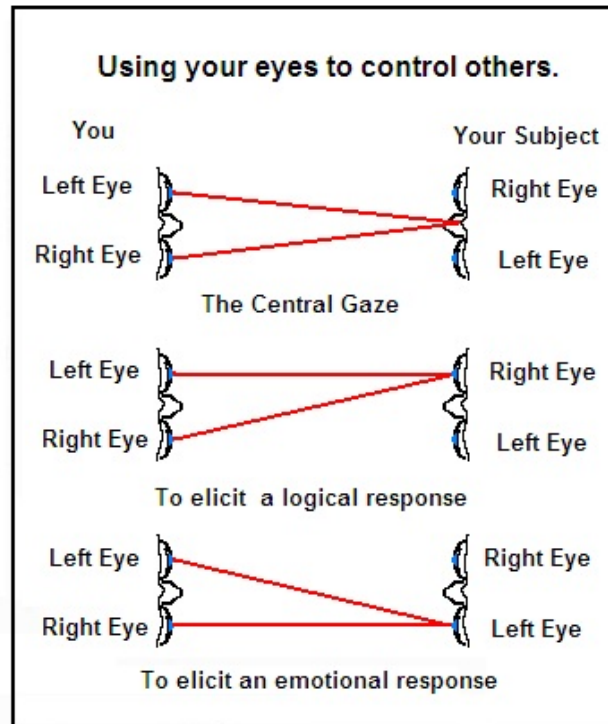 Using your eyes to control others.
You
Your Subject
Left Eye
Right Eye
Right Eye
Left Eye
The Central Gaze
Left Eye
Right Eye
Right Eye
Left Eye
To elicit a logical response
Left Eye
Right Eye
Right Eye
Left Eye
To elicit an emotional response